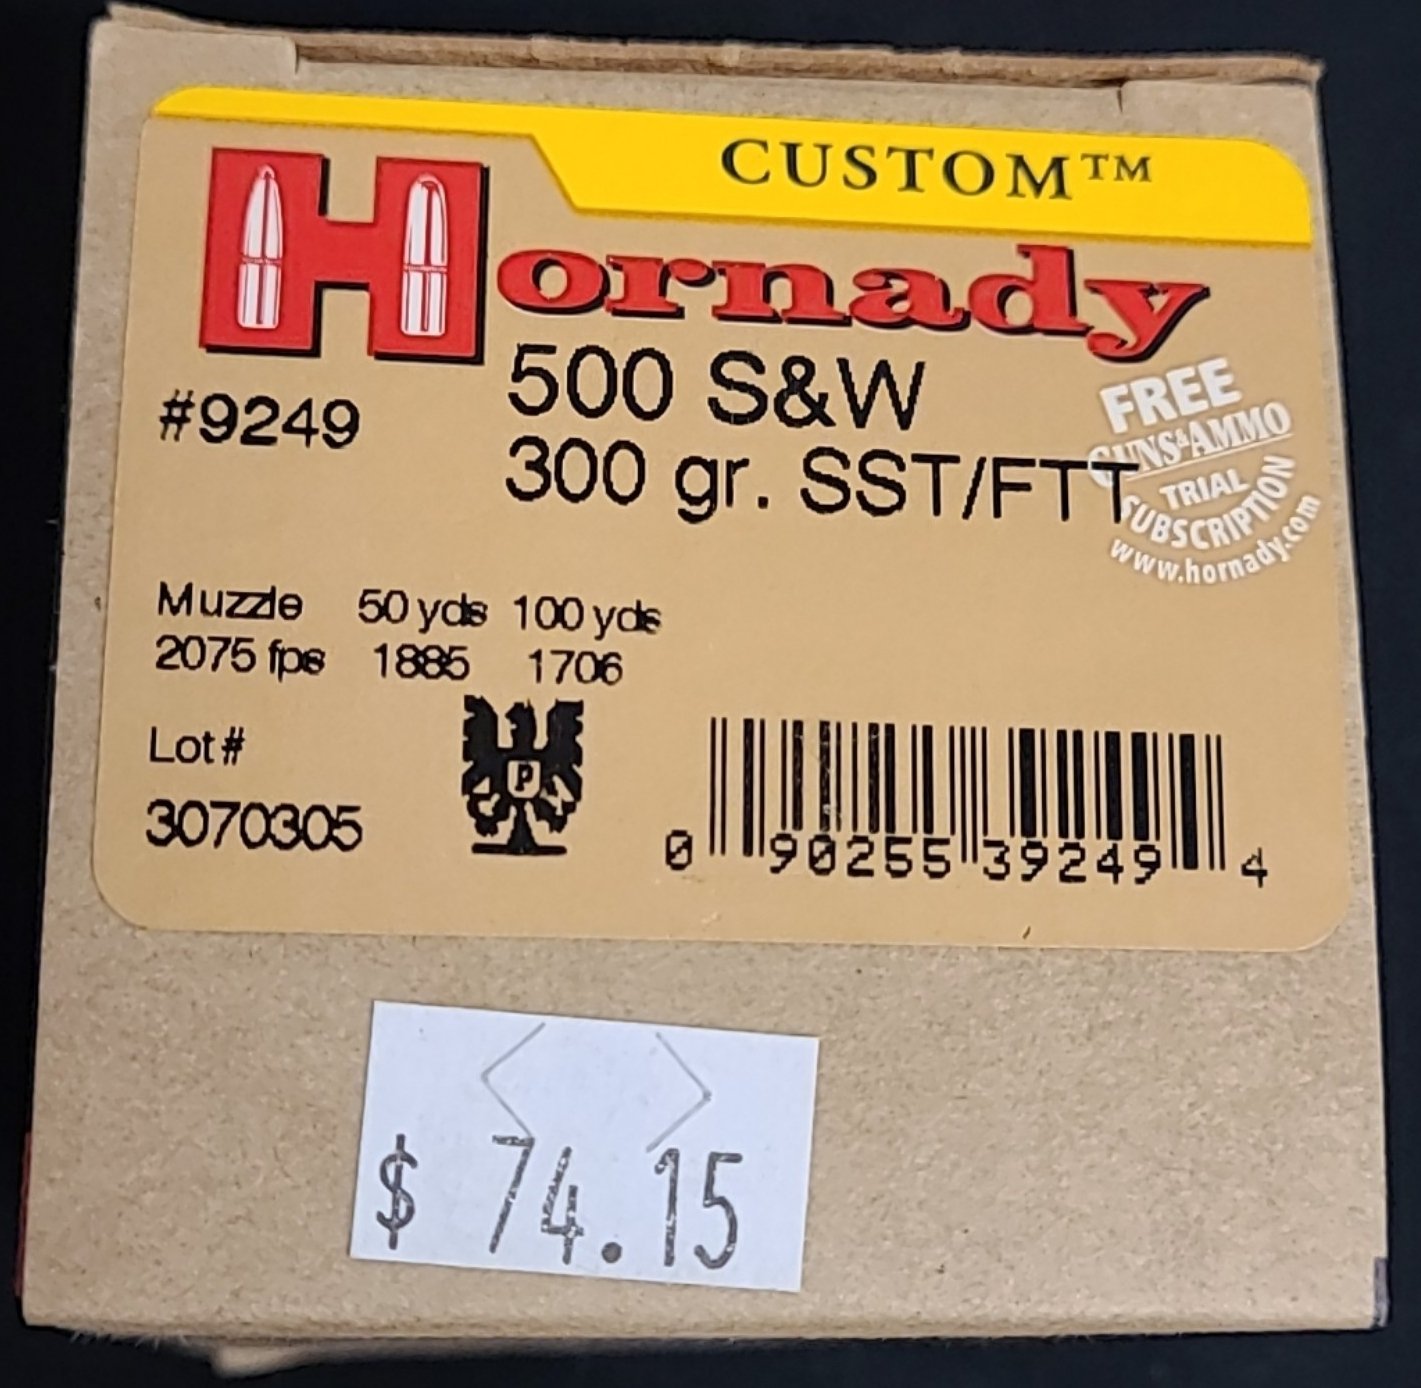 CUSTOM™
Hornady
500 S&W
#9249
300 gr. SST/FTT
FREE
GUNS&AMMO
TRIAL
SUBSCRIPTION
www.hornady.com
Muzzle 50 yds 100 yds
2075 fps 1885 1706
Lot#
3070305
P
0 90255 39249 4
$ 74.15